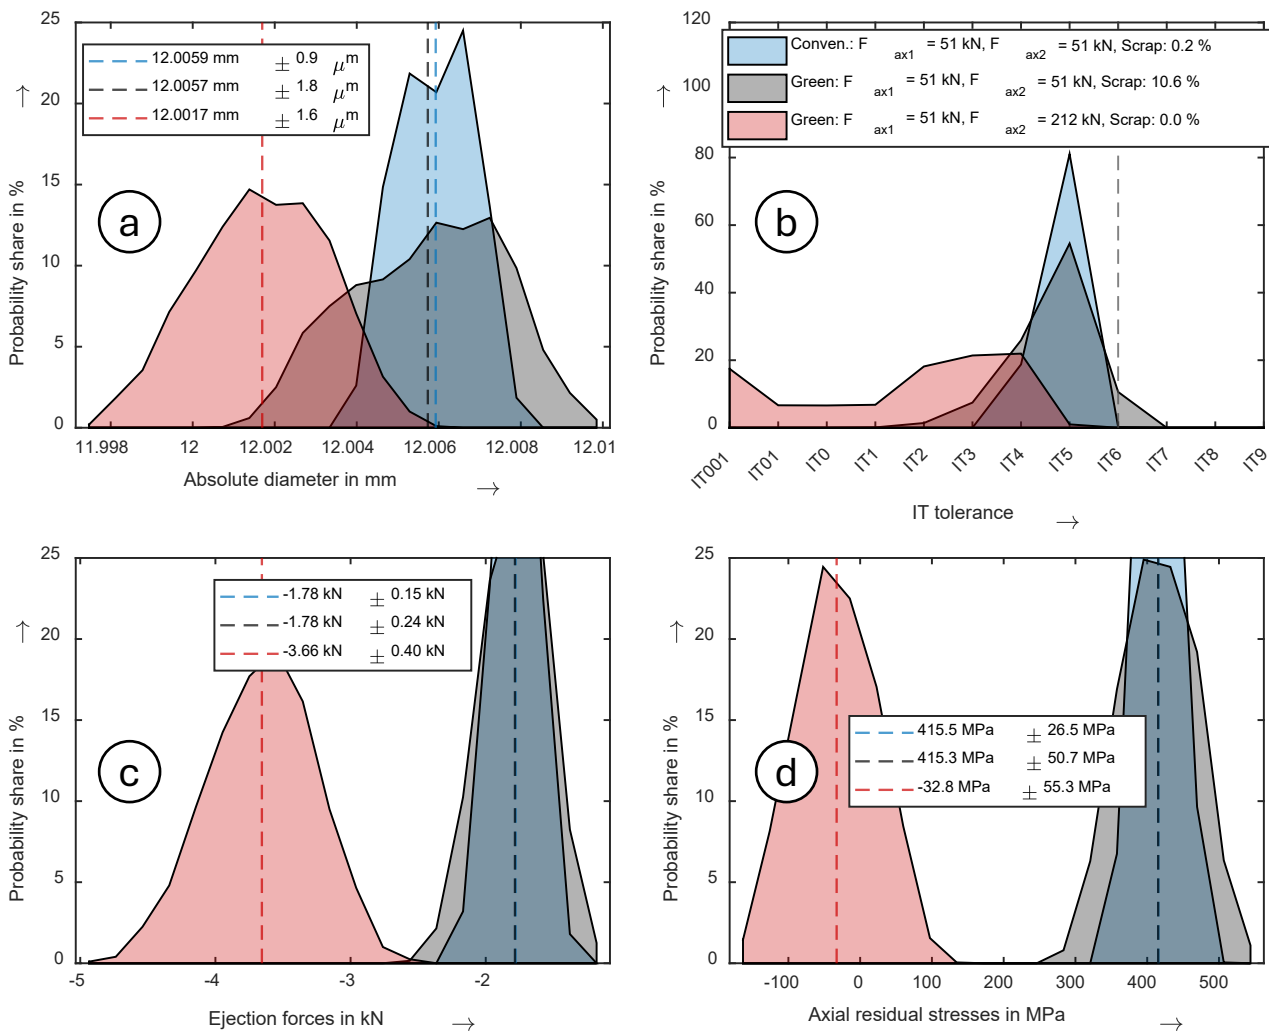 25
20
15
10
5
0
Probability share in %
→
12.0059 mm ± 0.9 μm
12.0057 mm ± 1.8 μm
12.0017 mm ± 1.6 μm
a
11.998 12 12.002 12.004 12.006 12.008 12.01
Absolute diameter in mm →
120
100
80
60
40
20
0
Probability share in %
→
Conven.: F ax1 = 51 kN, F ax2 = 51 kN, Scrap: 0.2 %
Green: F ax1 = 51 kN, F ax2 = 51 kN, Scrap: 10.6 %
Green: F ax1 = 51 kN, F ax2 = 212 kN, Scrap: 0.0 %
b
IT001 IT01 IT0 IT1 IT2 IT3 IT4 IT5 IT6 IT7 IT8 IT9
IT tolerance →
25
20
15
10
5
0
Probability share in %
→
-1.78 kN ± 0.15 kN
-1.78 kN ± 0.24 kN
-3.66 kN ± 0.40 kN
c
-5 -4 -3 -2
Ejection forces in kN →
25
20
15
10
5
0
Probability share in %
→
415.5 MPa ± 26.5 MPa
415.3 MPa ± 50.7 MPa
-32.8 MPa ± 55.3 MPa
d
-100 0 100 200 300 400 500
Axial residual stresses in MPa →